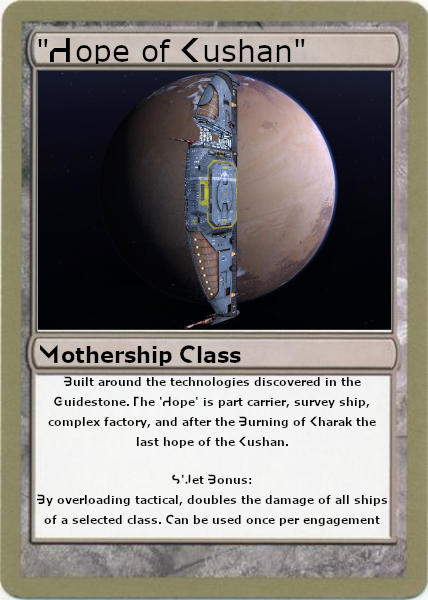 "Hope of Kushan"
Mothership Class
Built around the technologies discovered in the
Guidestone. The 'Hope' is part carrier, survey ship,
complex factory, and after the Burning of Kharak the
last hope of the Kushan.
S'Jet Bonus:
By overloading tactical, doubles the damage of all ships
of a selected class. Can be used once per engagement